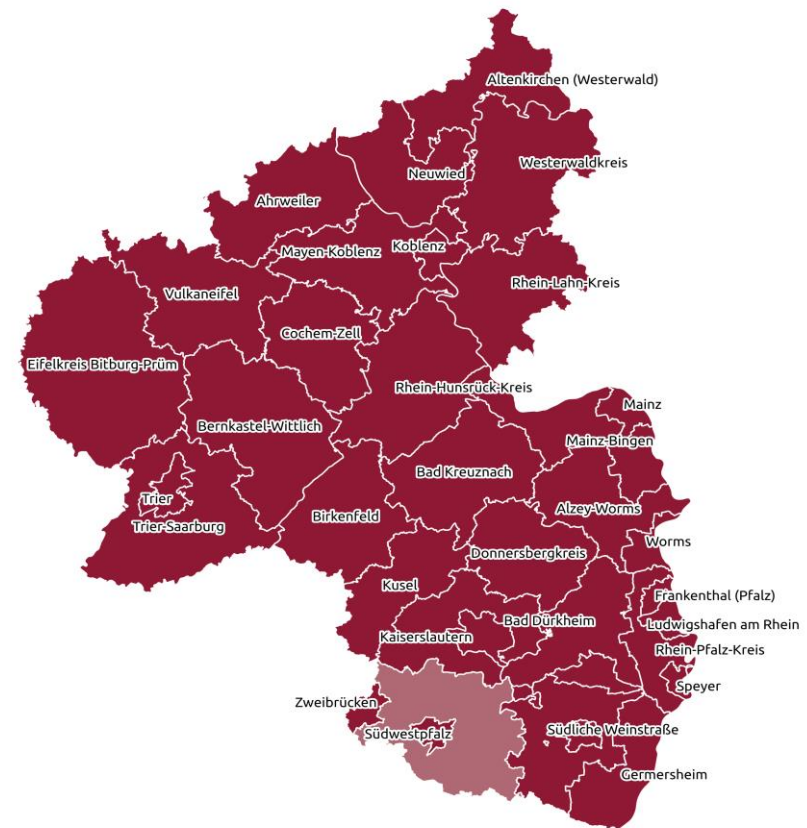 Altenkirchen (Westerwald)
Westerwaldkreis
Neuwied
Ahrweiler
Koblenz
Mayen-Koblenz
Rhein-Lahn-Kreis
Vulkaneifel
Cochem-Zell
Eifelkreis Bitburg-Prüm
Rhein-Hunsrück-Kreis
Mainz
Bernkastel-Wittlich
Mainz-Bingen
Bad Kreuznach
Trier
Alzey-Worms
Birkenfeld
Trier-Saarburg
Worms
Donnersbergkreis
Kusel
Frankenthal (Pfalz)
Bad Dürkheim
Ludwigshafen am Rhein
Kaiserslautern
Rhein-Pfalz-Kreis
Speyer
Zweibrücken
Südliche Weinstraße
Südwestpfalz
Germersheim